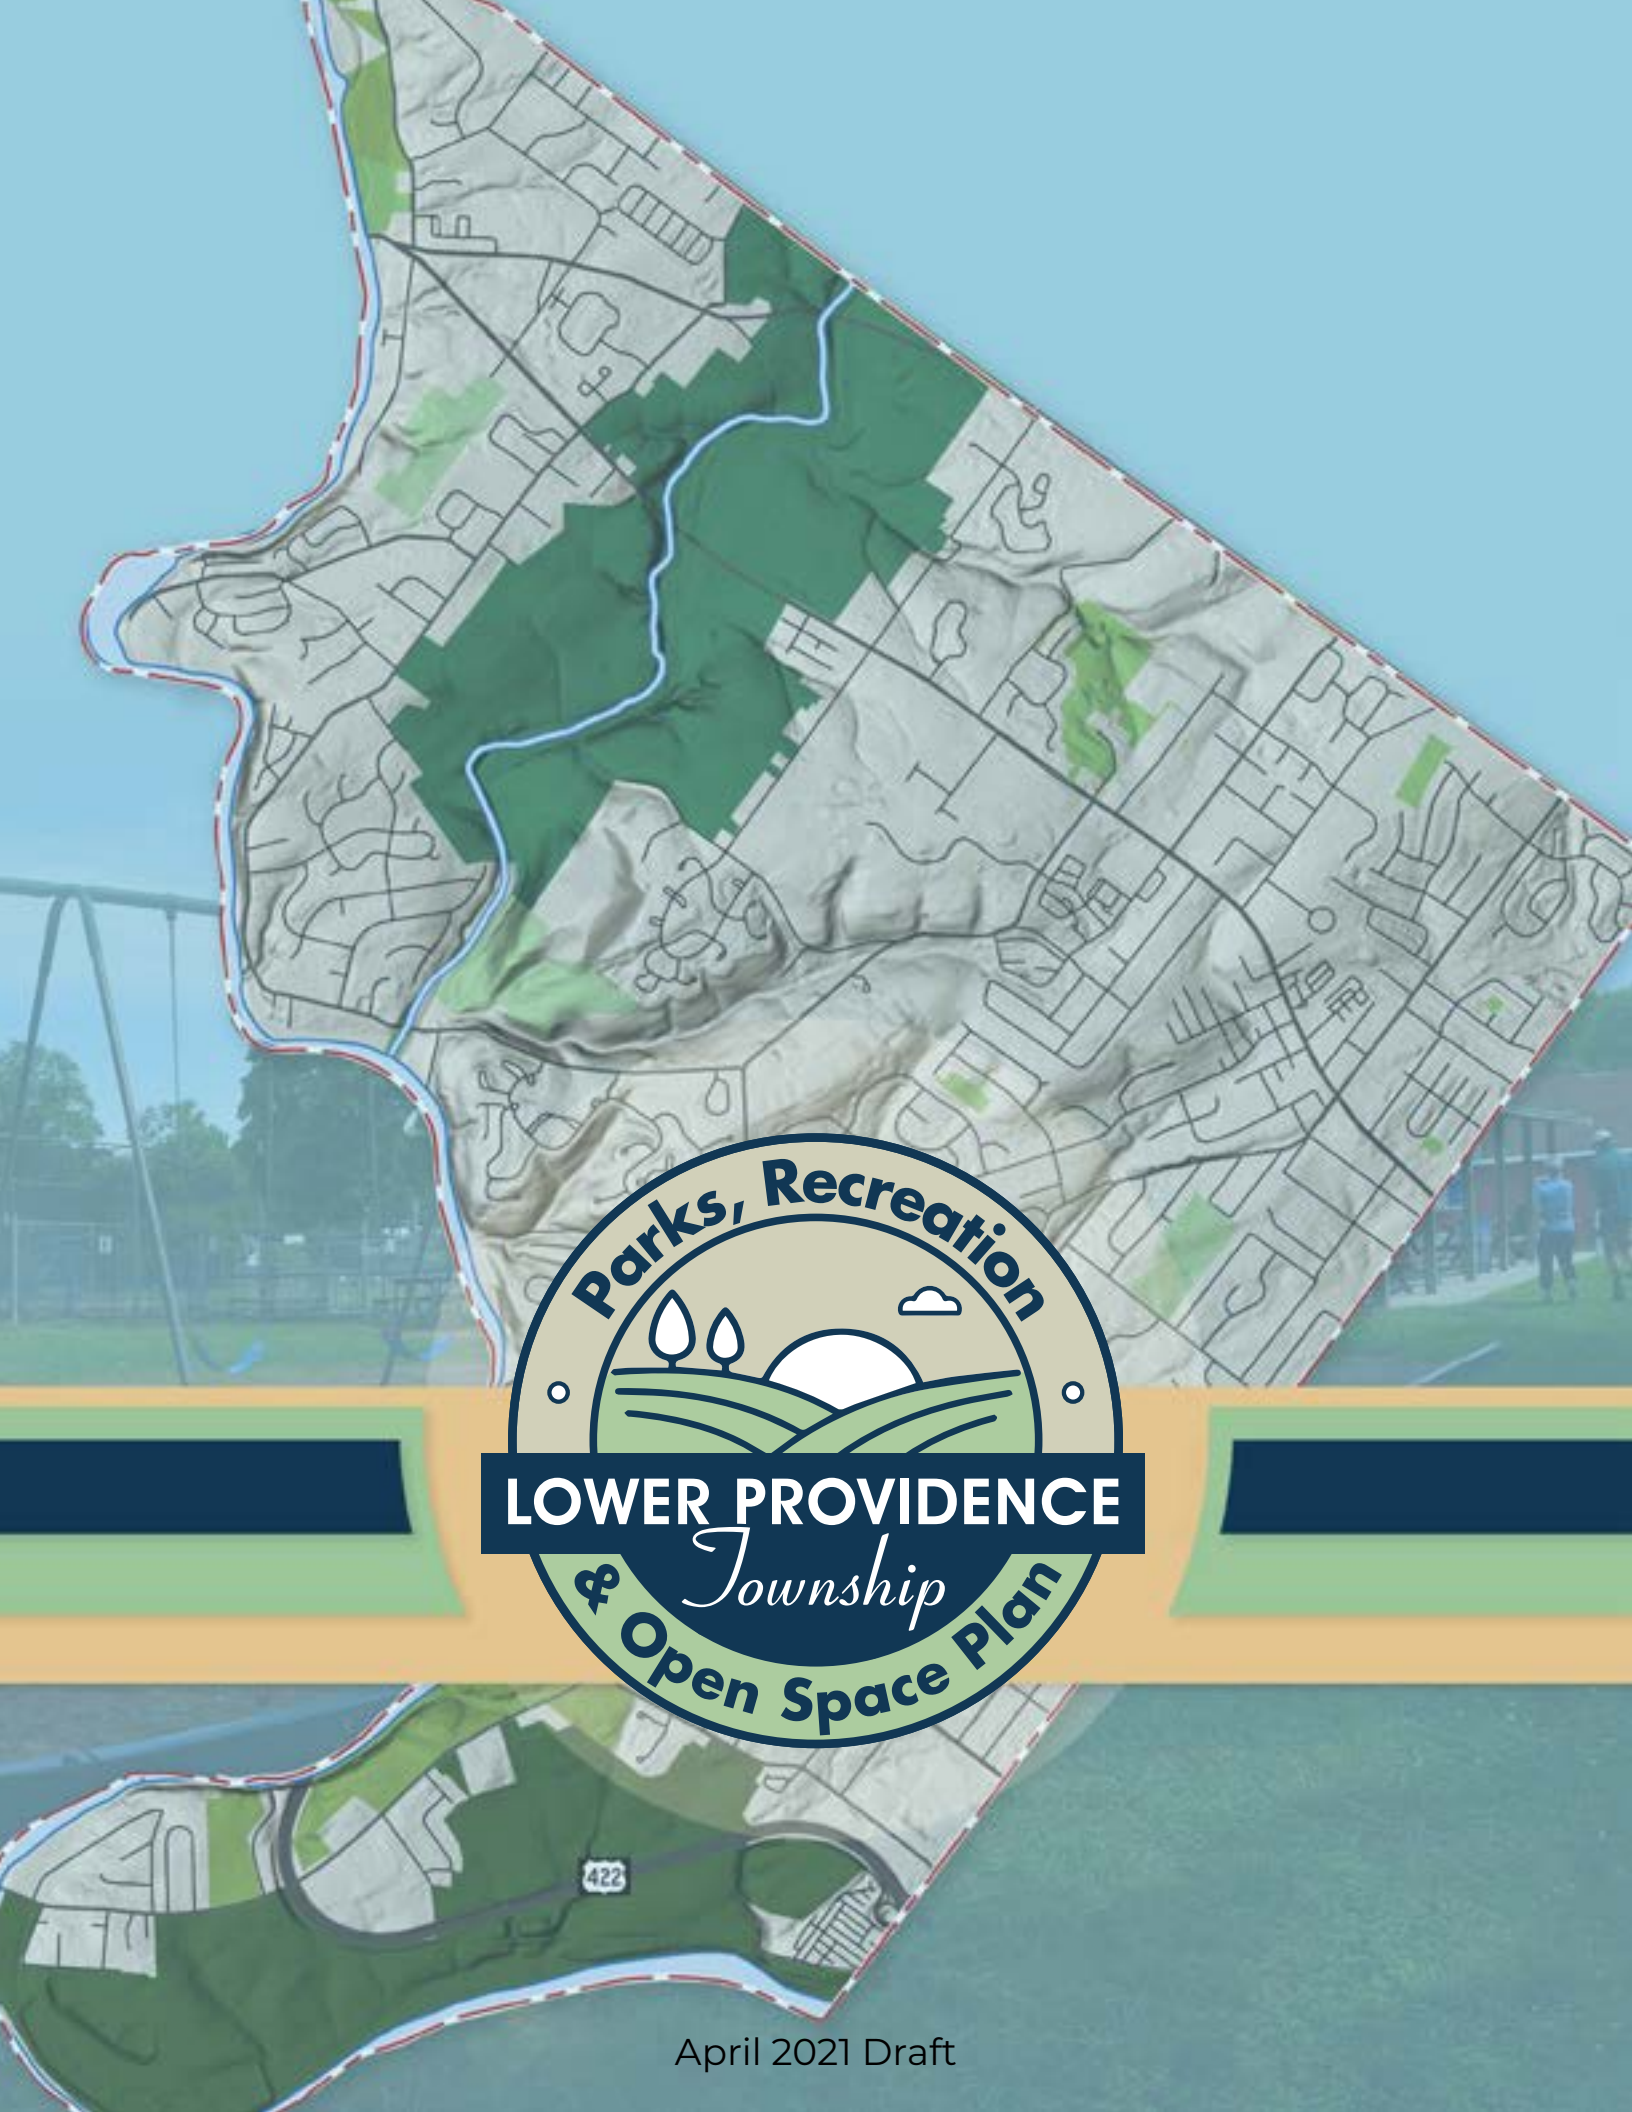 Parks, Recreation
LOWER PROVIDENCE
Township
& Open Space Plan
422
April 2021 Draft